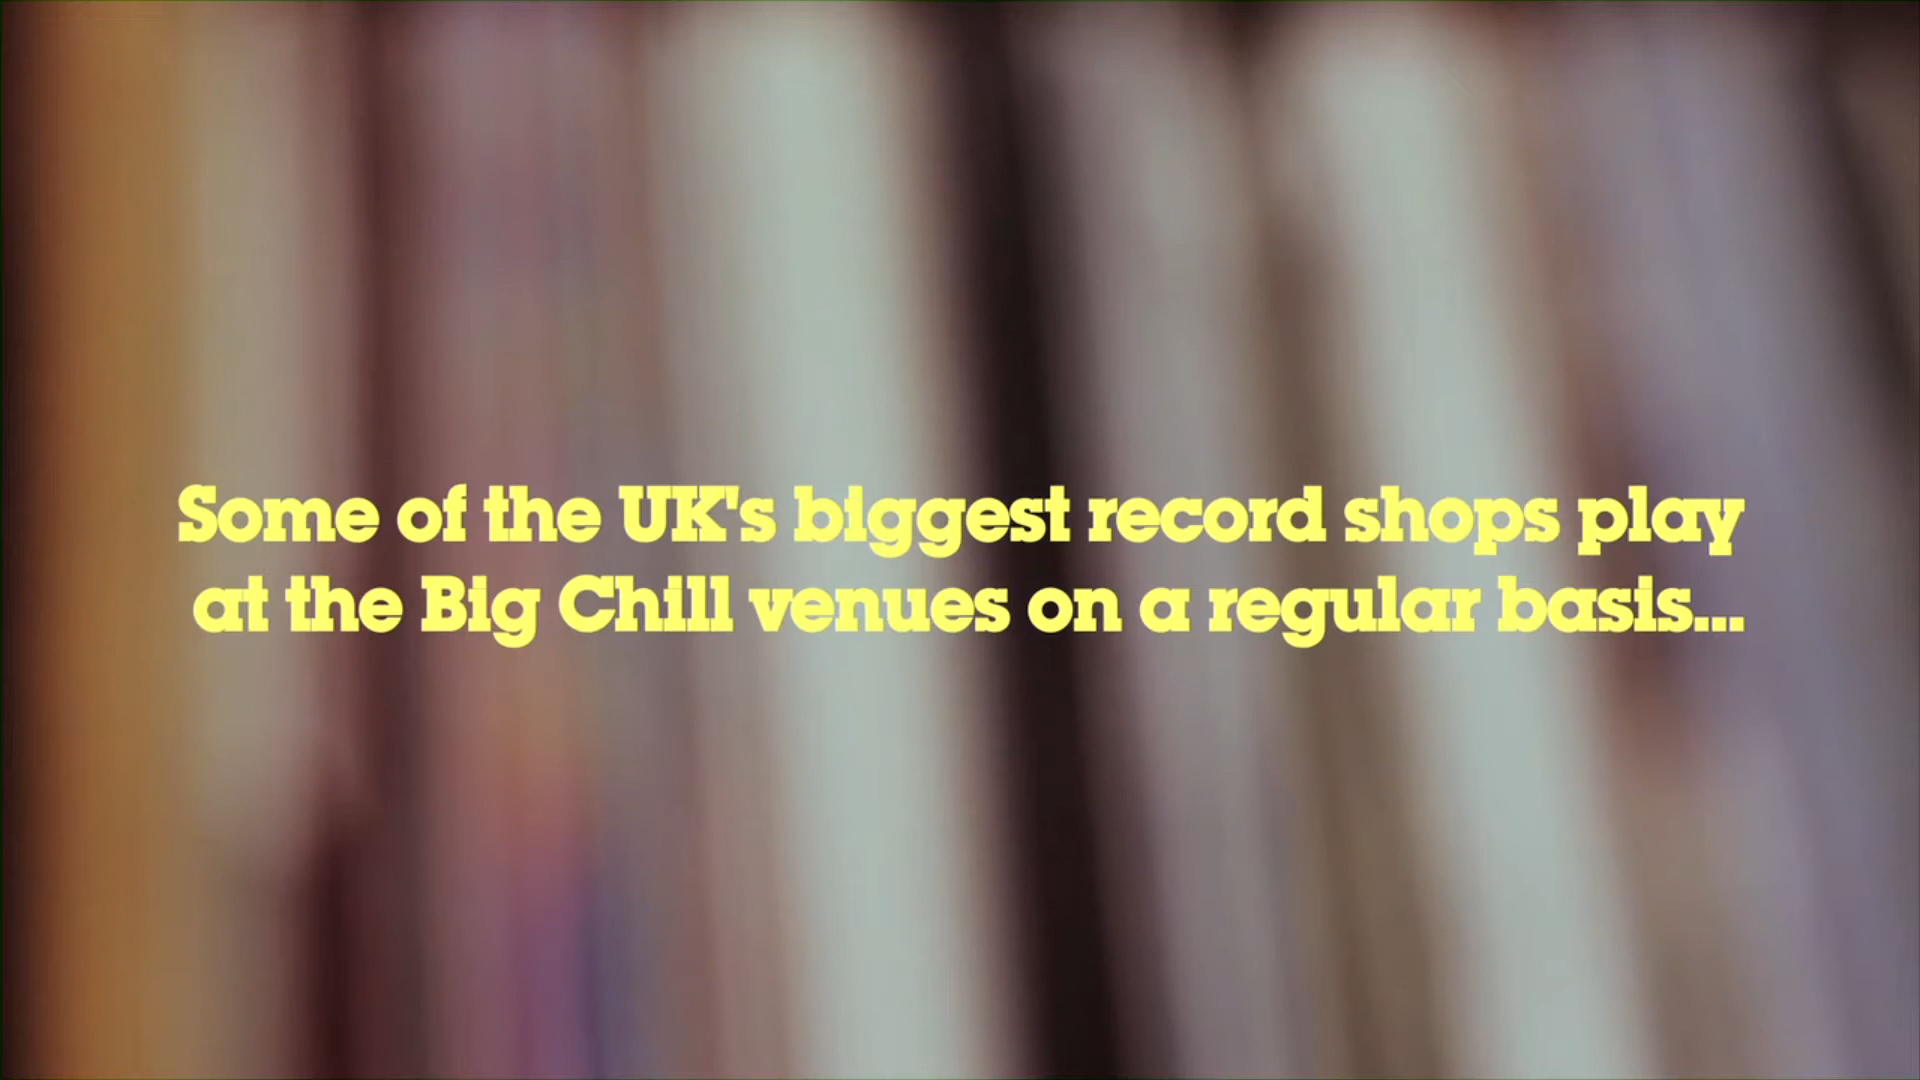 Some of the UK's biggest record shops play
at the Big Chill venues on a regular basis...